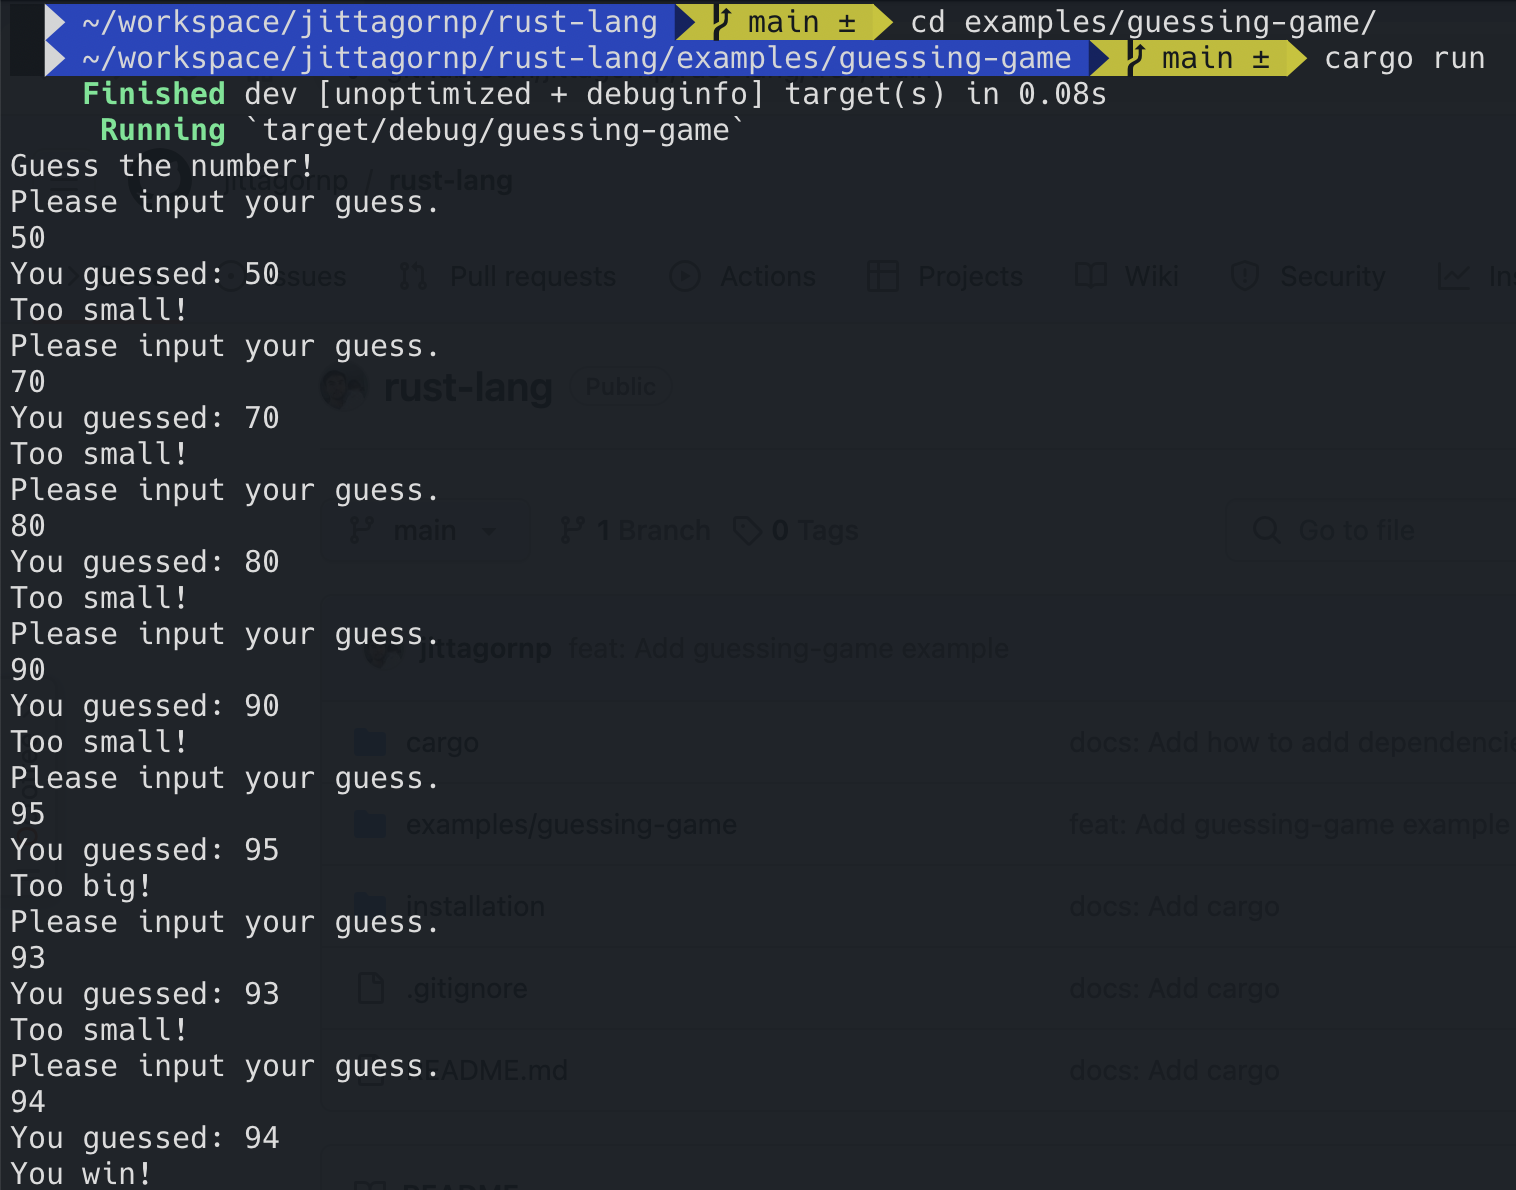 ~/workspace/jittagornp/rust-lang main ± cd examples/guessing-game/
~/workspace/jittagornp/rust-lang/examples/guessing-game main ± cargo run
Finished dev [unoptimized + debuginfo] target(s) in 0.08s
Running `target/debug/guessing-game`
Guess the number!
jittagornp / rust-lang
Please input your guess.
50
You guessed: 50
Issues Pull requests Actions Projects Wiki Security
Too small!
Please input your guess.
70
rust-lang Public
You guessed: 70
Too small!
Please input your guess.
80
main 1 Branch 0 Tags Go to file
You guessed: 80
Too small!
Please input your guess.
jittagornp feat: Add guessing-game example
90
You guessed: 90
Too small!
cargo docs: Add how to add dependencie
Please input your guess.
95
examples/guessing-game feat: Add guessing-game example
You guessed: 95
Too big!
installation docs: Add cargo
Please input your guess.
93
You guessed: 93
.gitignore docs: Add cargo
Too small!
Please input your guess.
README.md docs: Add cargo
94
You guessed: 94
You win!
README